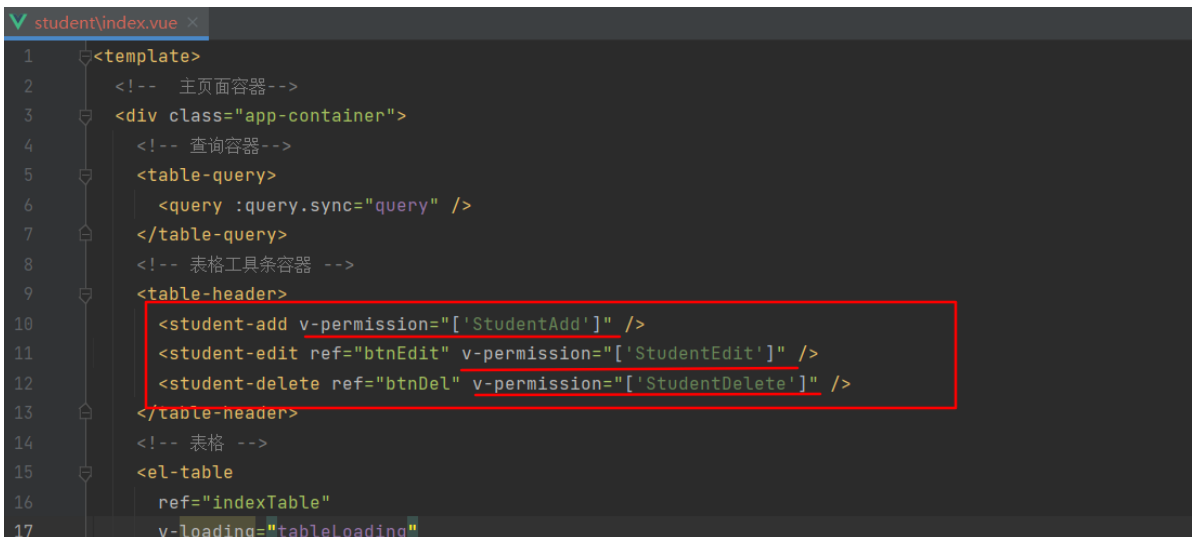 student\index.vue ×
1 <template>
2 <!--  主页面容器-->
3 <div class="app-container">
4 <!-- 查询容器-->
5 <table-query>
6 <query :query.sync="query" />
7 </table-query>
8 <!-- 表格工具条容器 -->
9 <table-header>
10 <student-add v-permission="['StudentAdd']" />
11 <student-edit ref="btnEdit" v-permission="['StudentEdit']" />
12 <student-delete ref="btnDel" v-permission="['StudentDelete']" />
13 </table-header>
14 <!-- 表格 -->
15 <el-table
16 ref="indexTable"
17 v-loading="tableLoading"